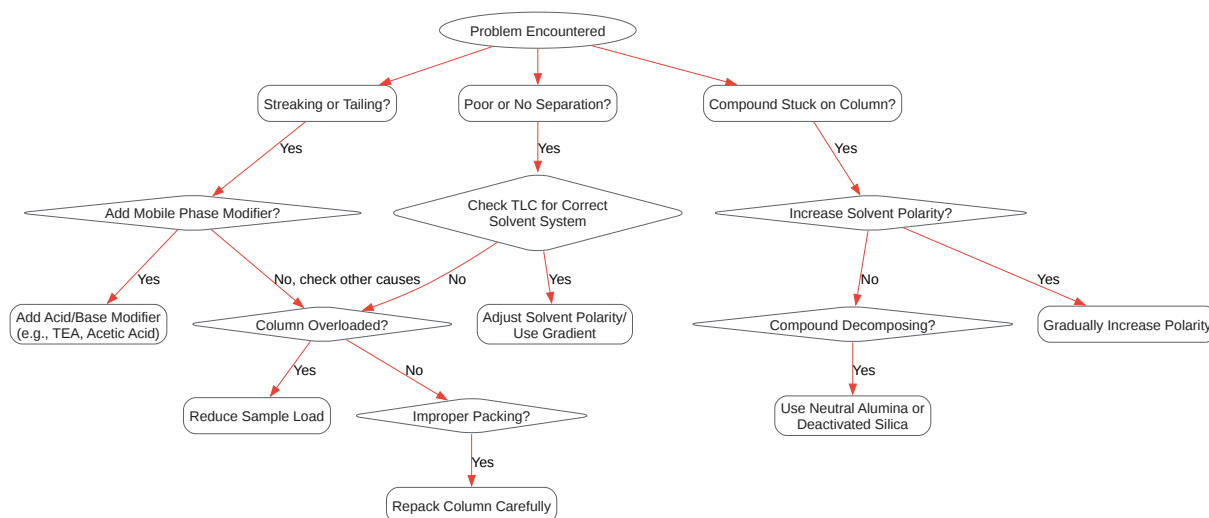 Problem Encountered
Streaking or Tailing?
Poor or No Separation?
Compound Stuck on Column?
Yes
Yes
Yes
Add Mobile Phase Modifier?
Check TLC for Correct
Solvent System
Increase Solvent Polarity?
Yes
No, check other causes
No
Yes
No
Yes
Add Acid/Base Modifier
(e.g., TEA, Acetic Acid)
Column Overloaded?
Adjust Solvent Polarity/
Use Gradient
Compound Decomposing?
Gradually Increase Polarity
Yes
No
Yes
Reduce Sample Load
Improper Packing?
Use Neutral Alumina or
Deactivated Silica
Yes
Repack Column Carefully